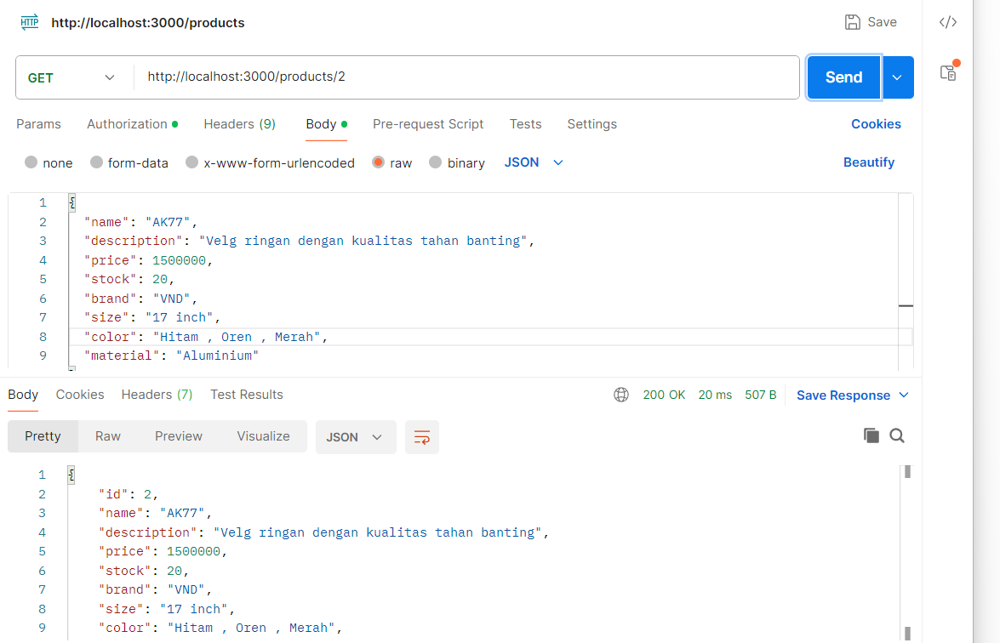 HTTP http://localhost:3000/products Save </>
GET http://localhost:3000/products/2 Send
Params Authorization Headers (9) Body Pre-request Script Tests Settings Cookies
none form-data x-www-form-urlencoded raw binary JSON Beautify
1 {
2 "name": "AK77",
3 "description": "Velg ringan dengan kualitas tahan banting",
4 "price": 1500000,
5 "stock": 20,
6 "brand": "VND",
7 "size": "17 inch",
8 "color": "Hitam , Oren , Merah",
9 "material": "Aluminium"
Body Cookies Headers (7) Test Results 200 OK 20 ms 507 B Save Response
Pretty Raw Preview Visualize JSON
1 {
2 "id": 2,
3 "name": "AK77",
4 "description": "Velg ringan dengan kualitas tahan banting",
5 "price": 1500000,
6 "stock": 20,
7 "brand": "VND",
8 "size": "17 inch",
9 "color": "Hitam , Oren , Merah",